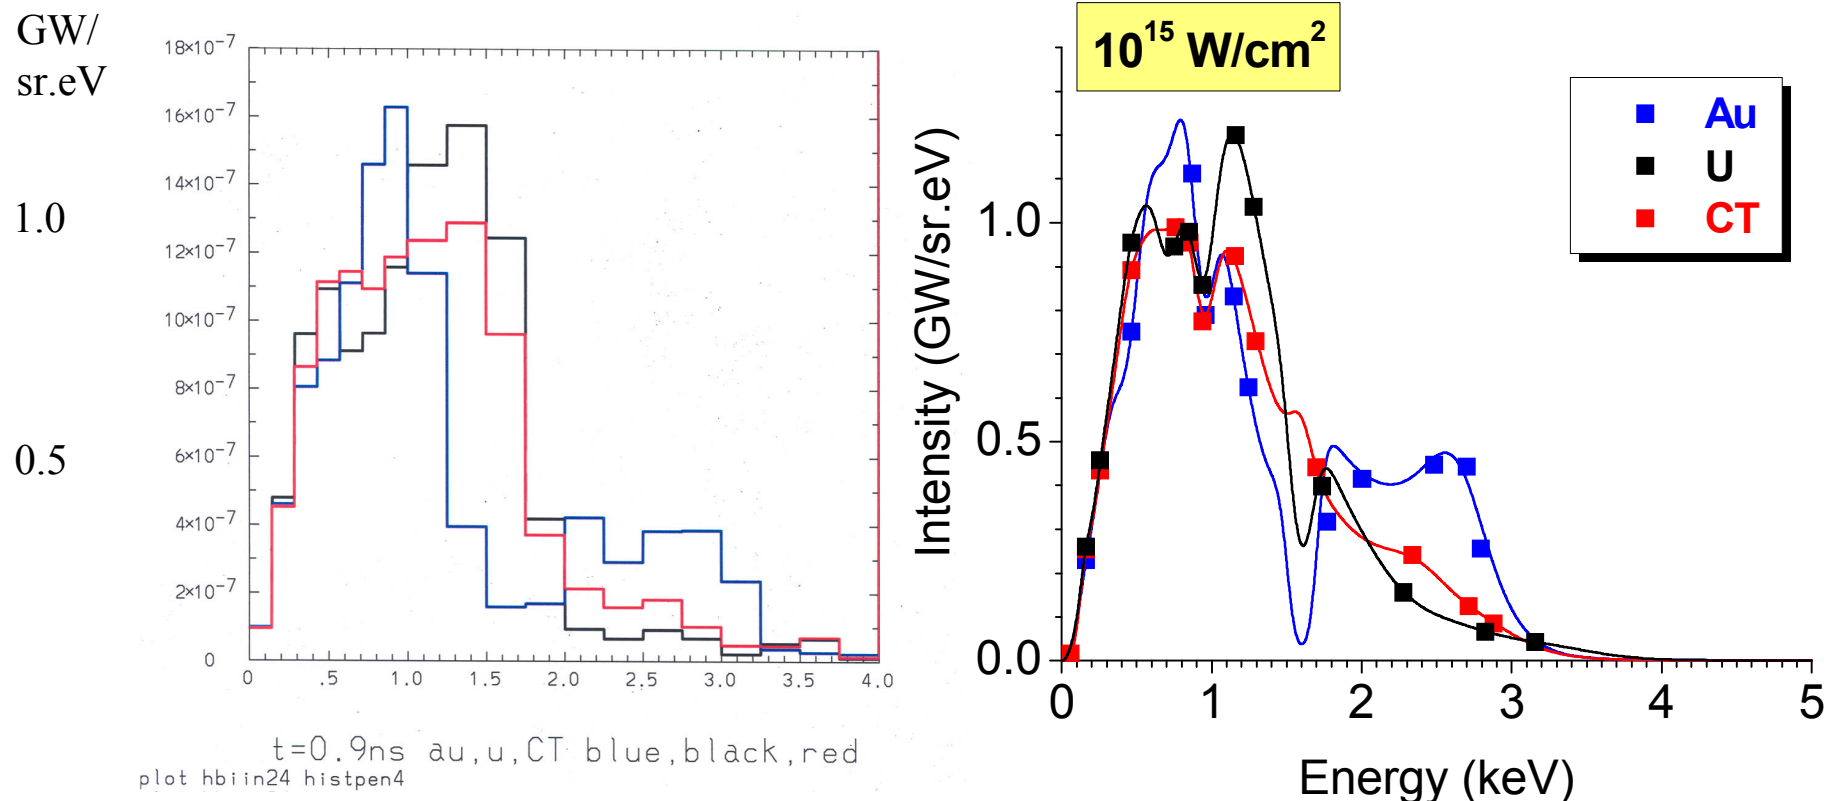 GW/
sr.eV
1.0
0.5
18×10⁻⁷
16×10⁻⁷
14×10⁻⁷
12×10⁻⁷
10×10⁻⁷
8×10⁻⁷
6×10⁻⁷
4×10⁻⁷
2×10⁻⁷
0
0 .5 1.0 1.5 2.0 2.5 3.0 3.5 4.0
t=0.9ns au,u,CT blue,black,red
plot hbiin24 histpen4
10¹⁵ W/cm²
Au
U
CT
Intensity (GW/sr.eV)
1.0
0.5
0.0
0 1 2 3 4 5
Energy (keV)